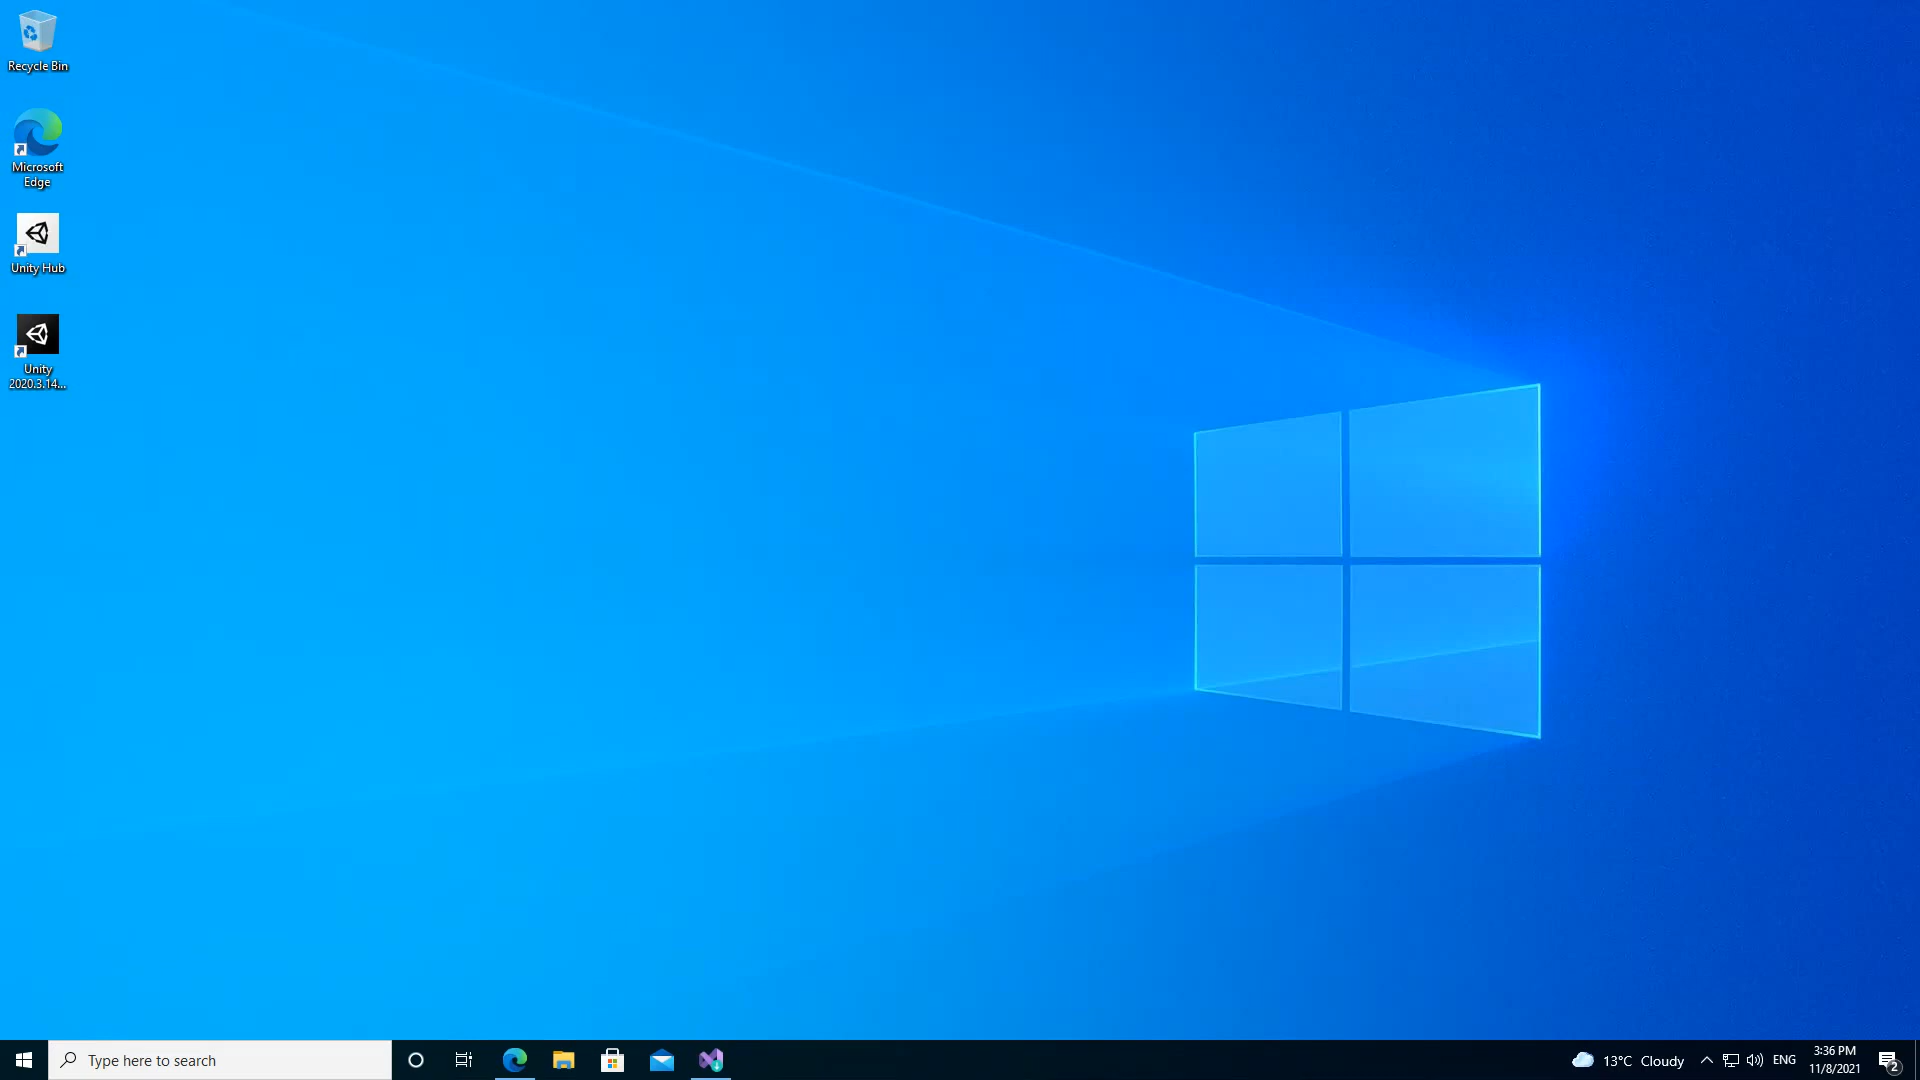 Recycle Bin
Microsoft
Edge
Unity Hub
Unity
2020.3.14...
Type here to search
13°C Cloudy
ENG
3:36 PM
11/8/2021
2